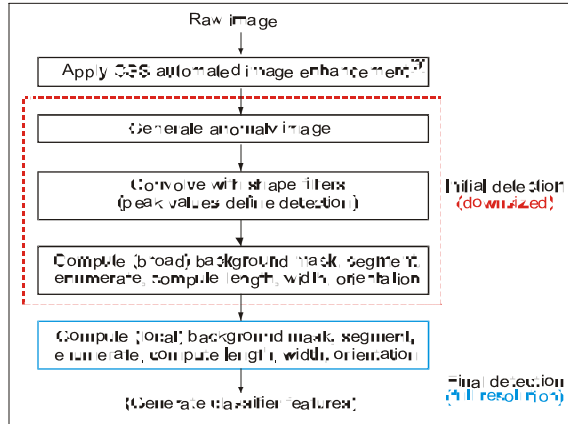 Raw image
Apply automated image enhancement
Generate anomaly image
Convolve with shape filters
(peak values define detection)
Initial detection
(downsized)
Compute (broad) background mask, segment,
enumerate, compute length, width, orientation
Compute (local) background mask, segment,
enumerate, compute length, width, orientation
Final detection
(full resolution)
(Generate classifier features)